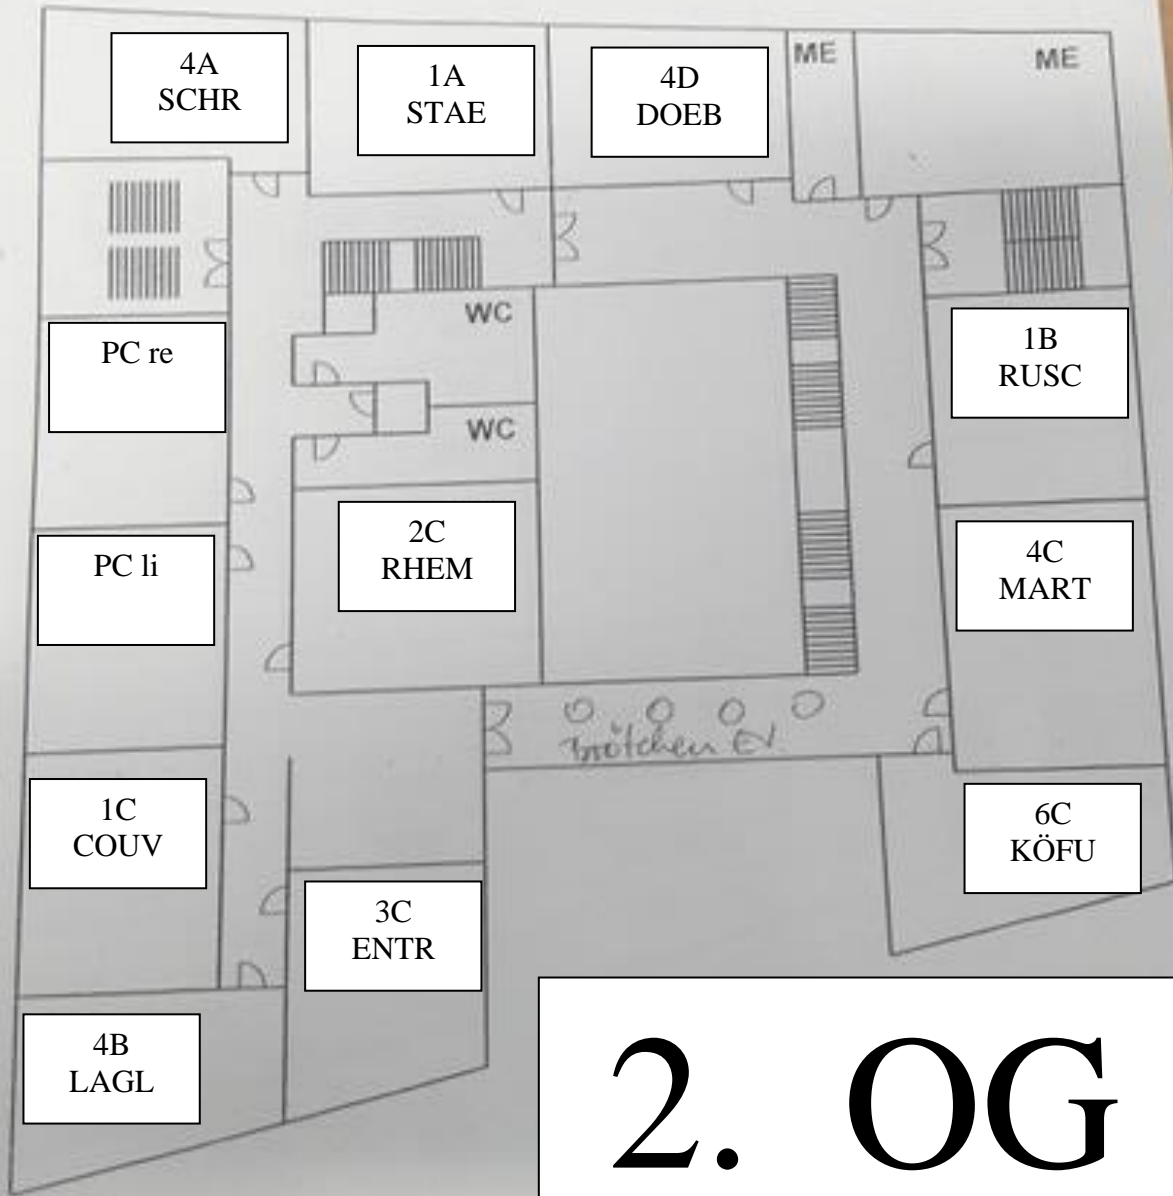 4A
SCHR
1A
STAE
4D
DOEB
ME
ME
WC
PC re
1B
RUSC
WC
2C
RHEM
PC li
4C
MART
Brötchen EV.
1C
COUV
6C
KÖFU
3C
ENTR
4B
LAGL
2. OG